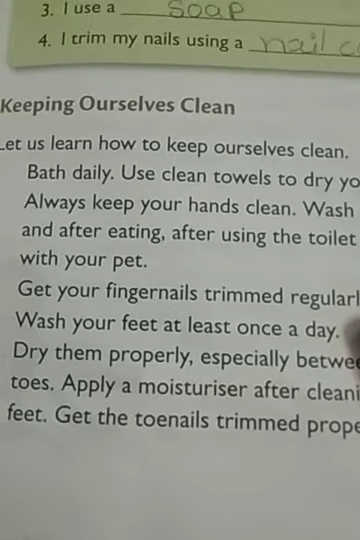 3. I use a soap
4. I trim my nails using a nail
Keeping Ourselves Clean
Let us learn how to keep ourselves clean.
Bath daily. Use clean towels to dry
Always keep your hands clean. Wash
and after eating, after using the toilet
with your pet.
Get your fingernails trimmed
Wash your feet at least once a day.
Dry them properly, especially
toes. Apply a moisturiser after
feet. Get the toenails trimmed